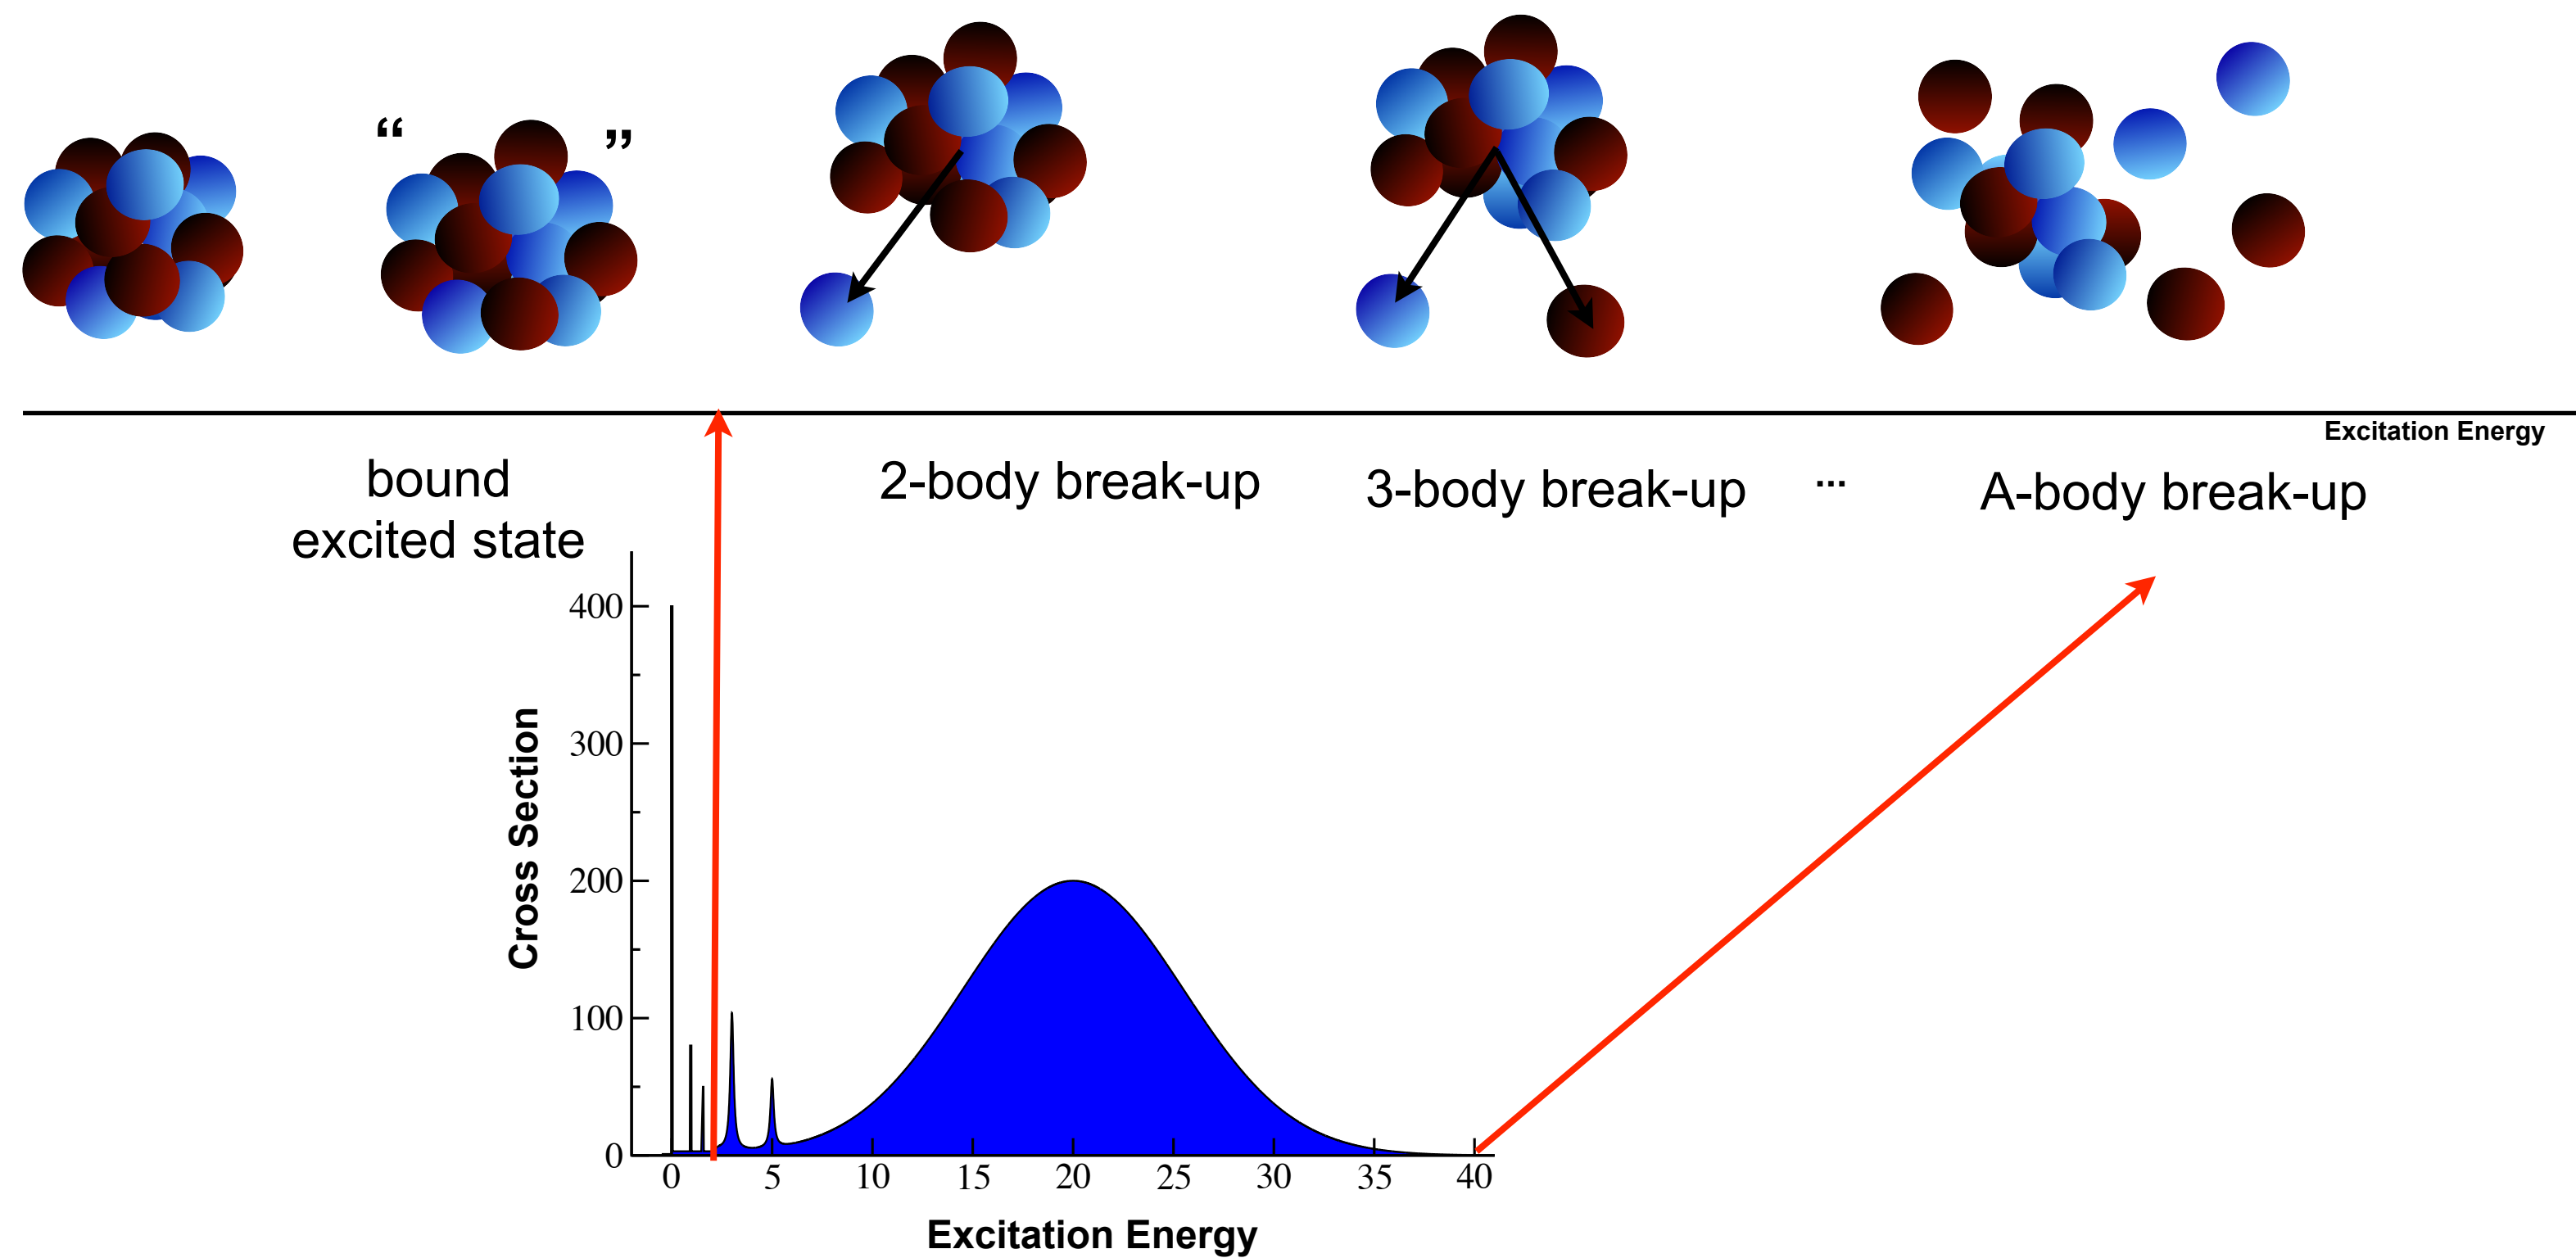 “ ”
Excitation Energy
bound
excited state
2-body break-up
3-body break-up
...
A-body break-up
400
300
200
100
0
Cross Section
0 5 10 15 20 25 30 35 40
Excitation Energy